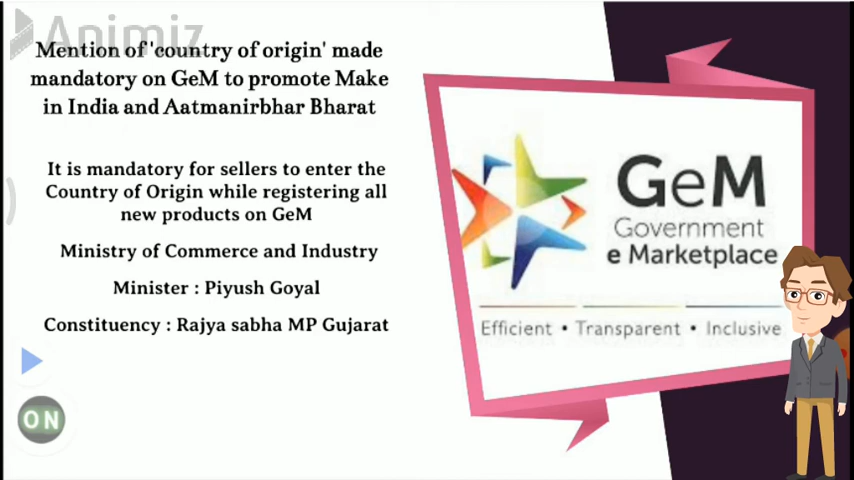 Animiz
Mention of 'country of origin' made
mandatory on GeM to promote Make
in India and Aatmanirbhar Bharat
It is mandatory for sellers to enter the
Country of Origin while registering all
new products on GeM
Ministry of Commerce and Industry
Minister : Piyush Goyal
Constituency : Rajya sabha MP Gujarat
ON
GeM
Government
e Marketplace
Efficient • Transparent • Inclusive